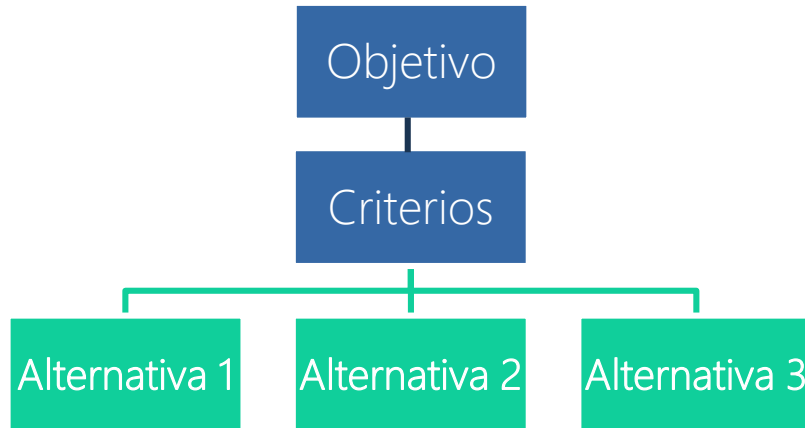 Objetivo
Criterios
Alternativa 1
Alternativa 2
Alternativa 3